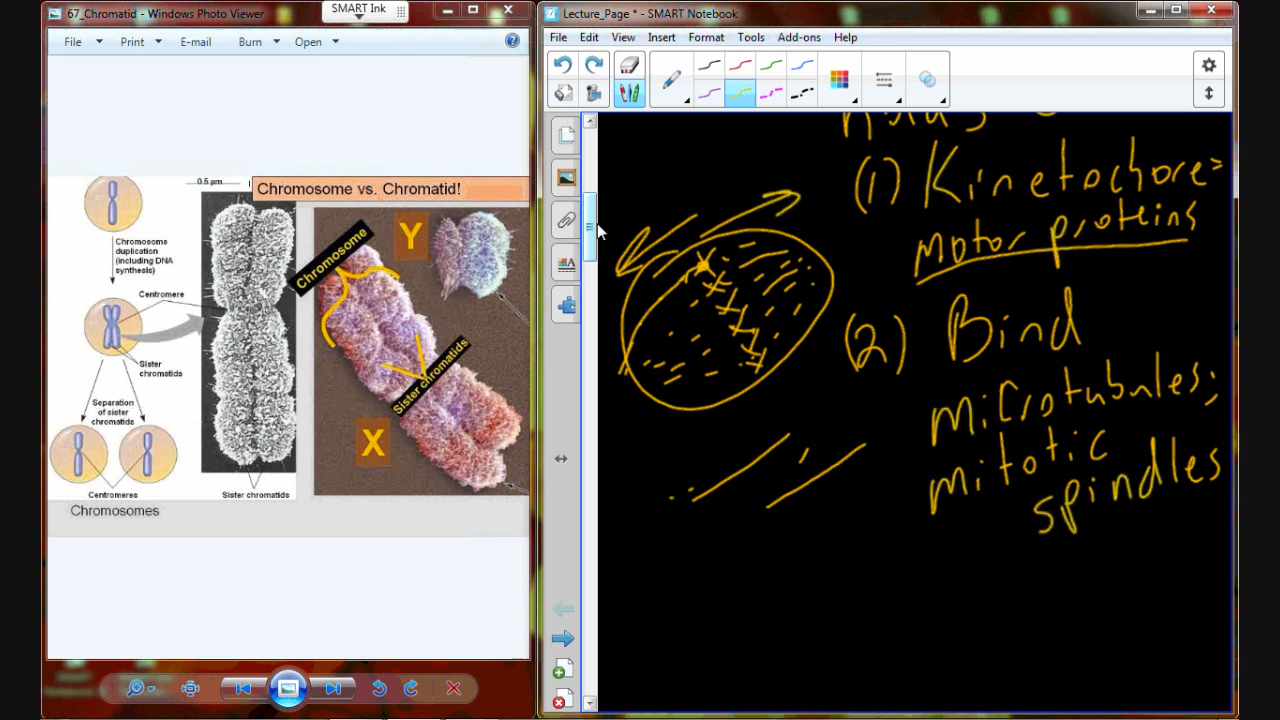 67_Chromatid - Windows Photo Viewer
SMART Ink
File Print E-mail Burn Open
0.5 µm
Chromosome vs. Chromatid!
Chromosome
duplication
(including DNA
synthesis)
Centromere
Sister
chromatids
Separation
of sister
chromatids
Centromeres
Sister chromatids
Chromosomes
Chromosome
Y
Sister chromatids
X
Lecture_Page * - SMART Notebook
File Edit View Insert Format Tools Add-ons Help
(1) Kinetochore=
motor proteins
(2) Bind
microtubules;
mitotic
spindles